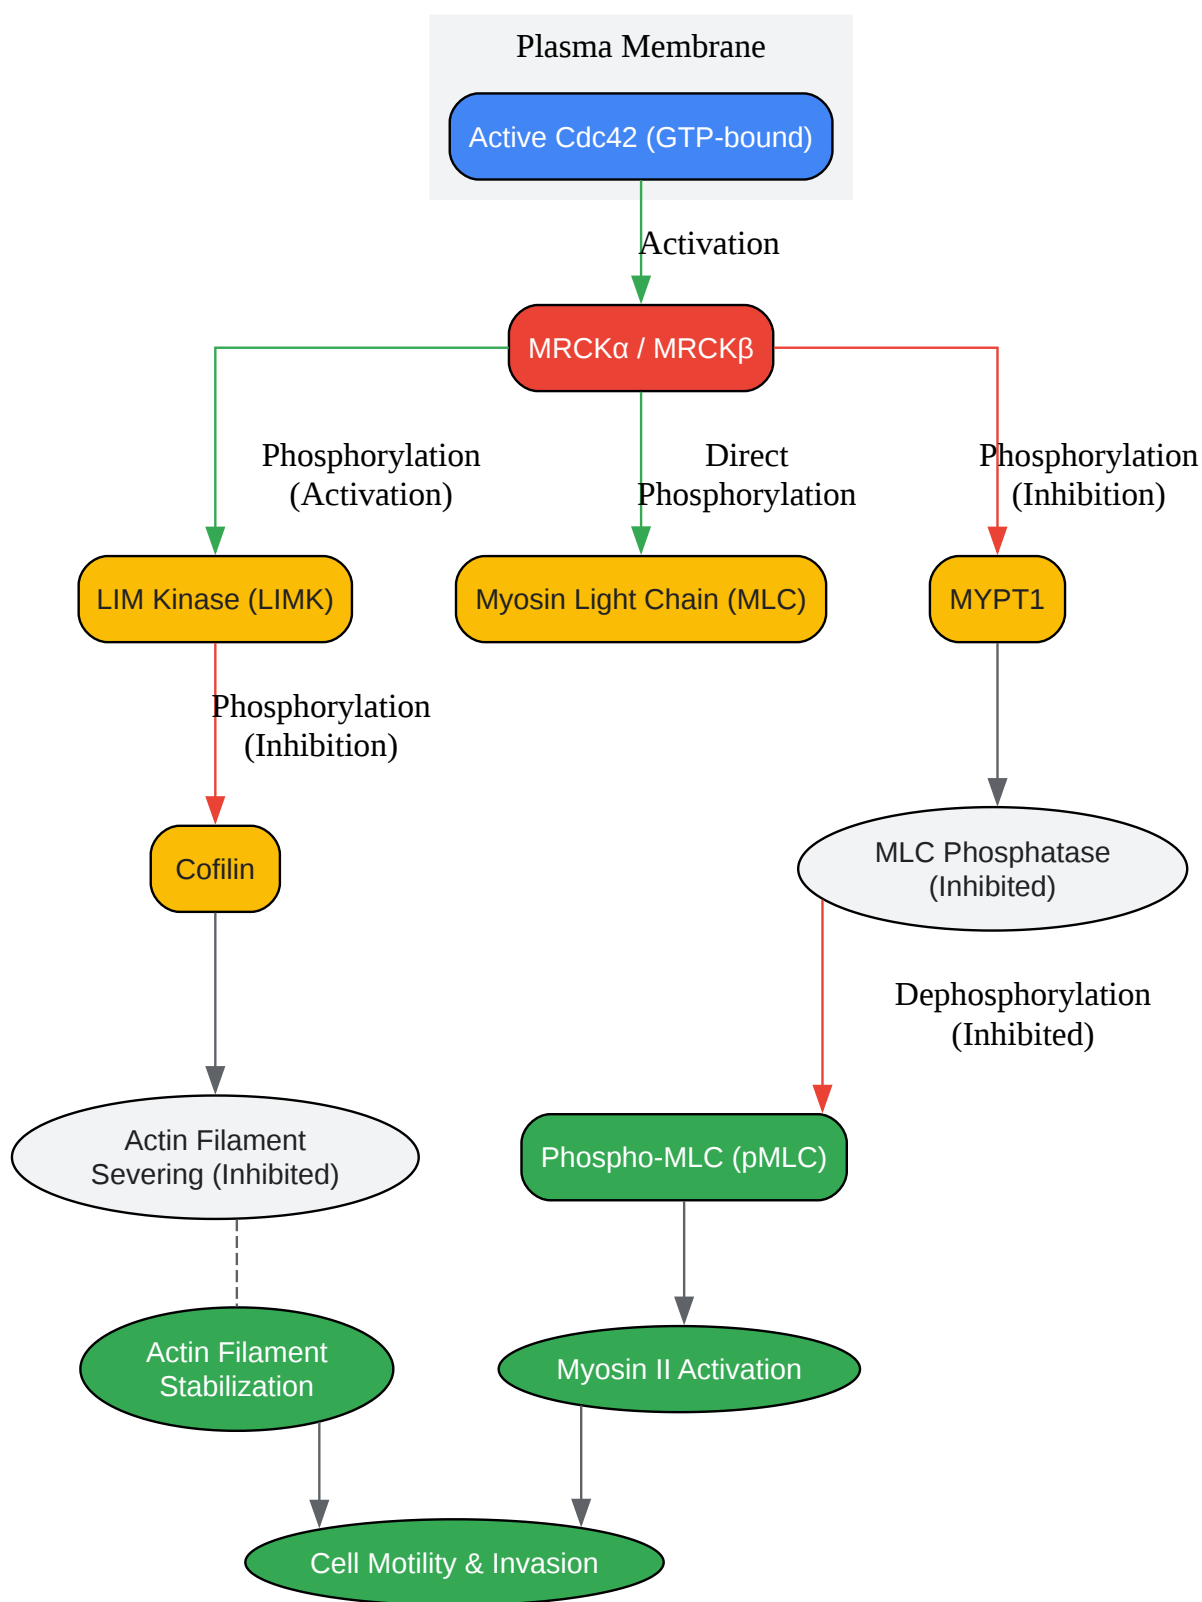 Plasma Membrane
Active Cdc42 (GTP-bound)
Activation
MRCKα / MRCKβ
Phosphorylation
(Activation)
Direct
Phosphorylation
Phosphorylation
(Inhibition)
LIM Kinase (LIMK)
Myosin Light Chain (MLC)
MYPT1
Phosphorylation
(Inhibition)
Cofilin
MLC Phosphatase
(Inhibited)
Dephosphorylation
(Inhibited)
Actin Filament
Severing (Inhibited)
Phospho-MLC (pMLC)
Actin Filament
Stabilization
Myosin II Activation
Cell Motility & Invasion